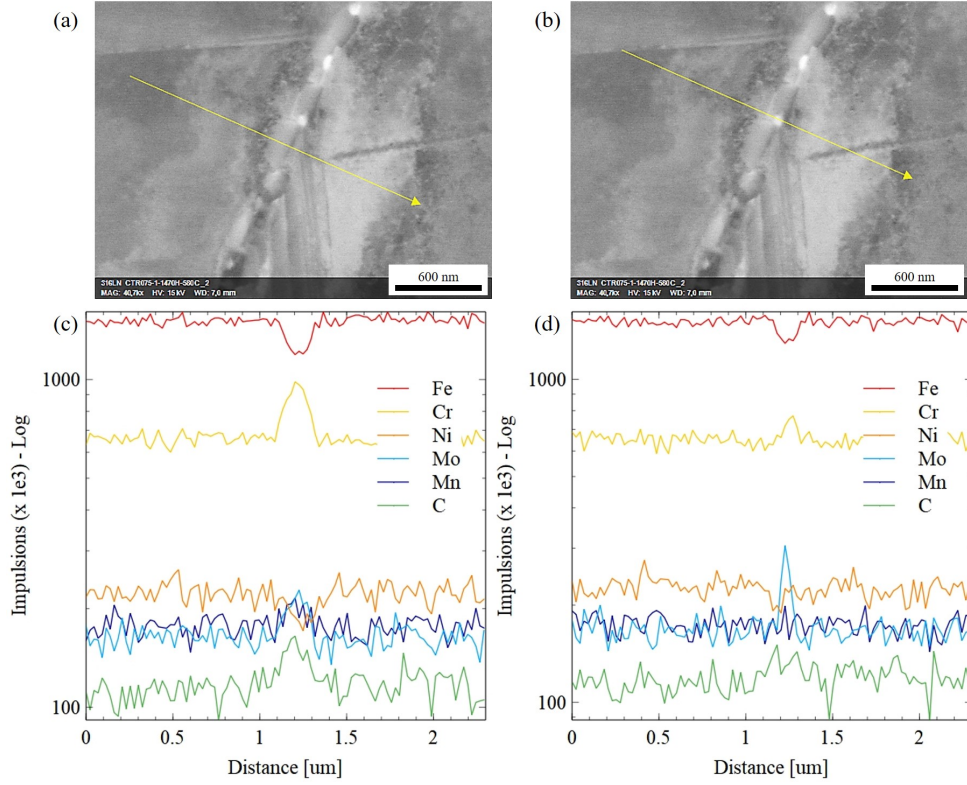 (a)
(b)
316LN CTR075-1-1470H-560C_2
MAG: 40,7kx HV: 15 kV WD: 7,0 mm
600 nm
316LN CTR075-1-1470H-560C_2
MAG: 40,7kx HV: 15 kV WD: 7,0 mm
600 nm
(c)
(d)
Impulsions (x 1e3) - Log
1000
100
Fe
Cr
Ni
Mo
Mn
C
0
0.5
1
1.5
2
Distance [um]
Impulsions (x 1e3) - Log
1000
100
Fe
Cr
Ni
Mo
Mn
C
0
0.5
1
1.5
2
Distance [um]